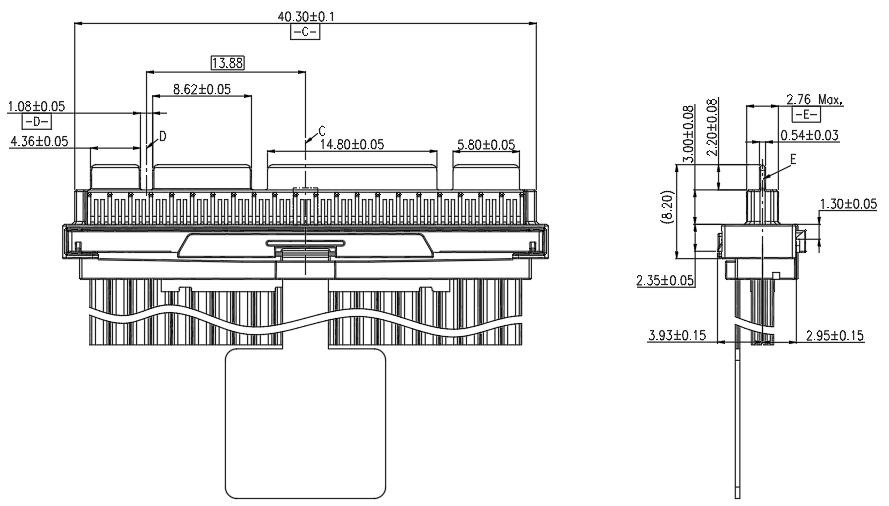 40.30±0.1
-C-
13.88
8.62±0.05
1.08±0.05
-D-
4.36±0.05
D
C
14.80±0.05
5.80±0.05
2.76 Max,
-E-
0.54±0.03
E
3.00±0.08
2.20±0.08
(8.20)
1.30±0.05
2.35±0.05
3.93±0.15
2.95±0.15